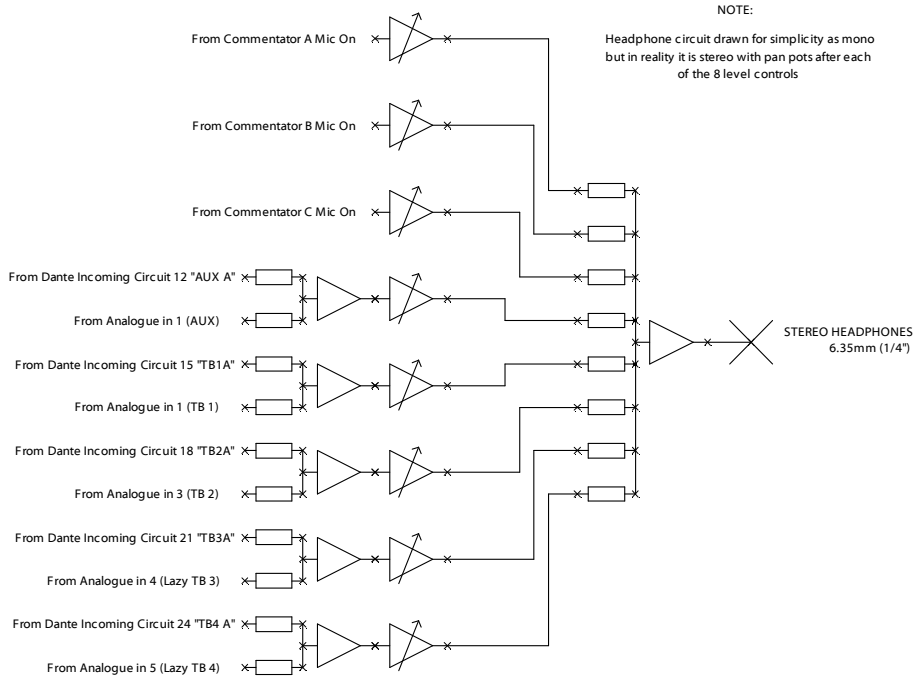 NOTE:
Headphone circuit drawn for simplicity as mono
but in reality it is stereo with pan pots after each
of the 8 level controls
From Commentator A Mic On
From Commentator B Mic On
From Commentator C Mic On
From Dante Incoming Circuit 12 "AUX A"
From Analogue in 1 (AUX)
From Dante Incoming Circuit 15 "TB1A"
From Analogue in 1 (TB 1)
From Dante Incoming Circuit 18 "TB2A"
From Analogue in 3 (TB 2)
From Dante Incoming Circuit 21 "TB3A"
From Analogue in 4 (Lazy TB 3)
From Dante Incoming Circuit 24 "TB4 A"
From Analogue in 5 (Lazy TB 4)
STEREO HEADPHONES
6.35mm (1/4")